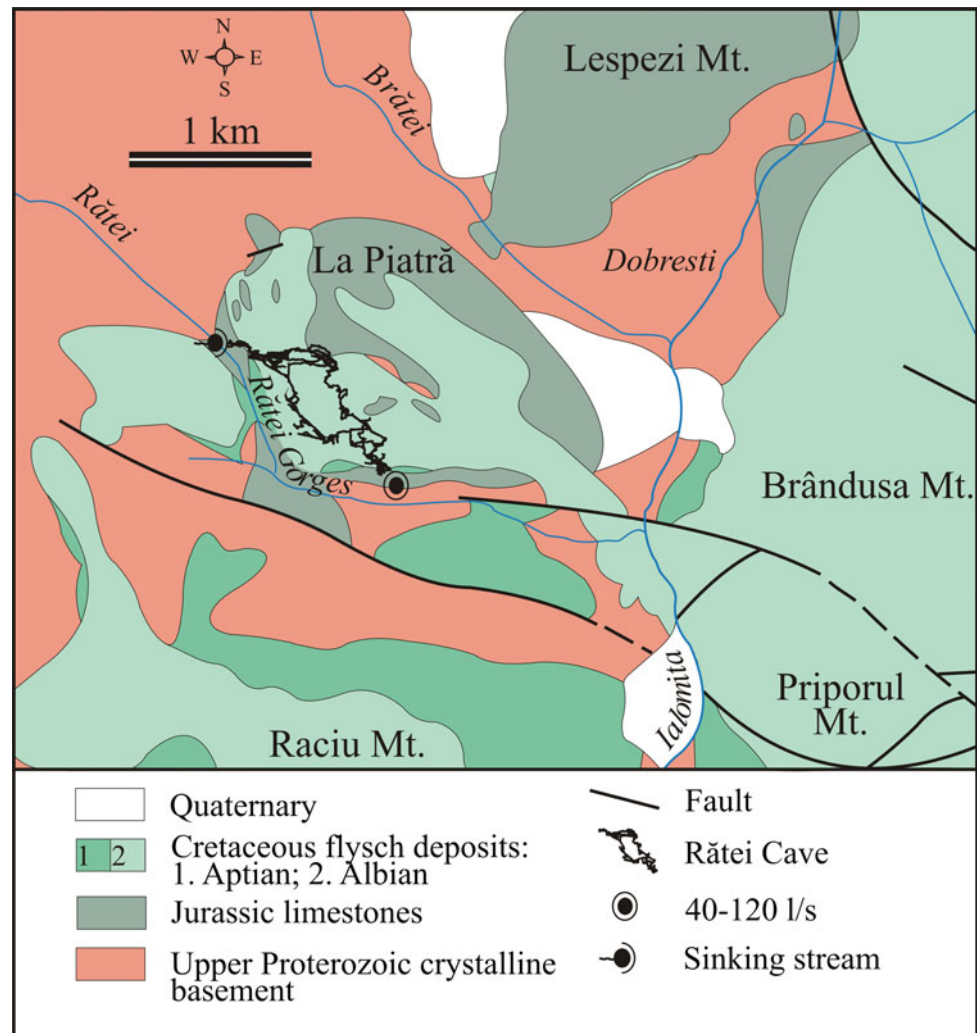 N
W E
S
1 km
Lespezi Mt.
Brătei
Rătei
La Piatră
Dobresti
Rătei Gorges
Brândusa Mt.
Ialomita
Priporul
Mt.
Raciu Mt.
Quaternary
1 2
Cretaceous flysch deposits:
1. Aptian; 2. Albian
Jurassic limestones
Upper Proterozoic crystalline
basement
Fault
Rătei Cave
40-120 l/s
Sinking stream